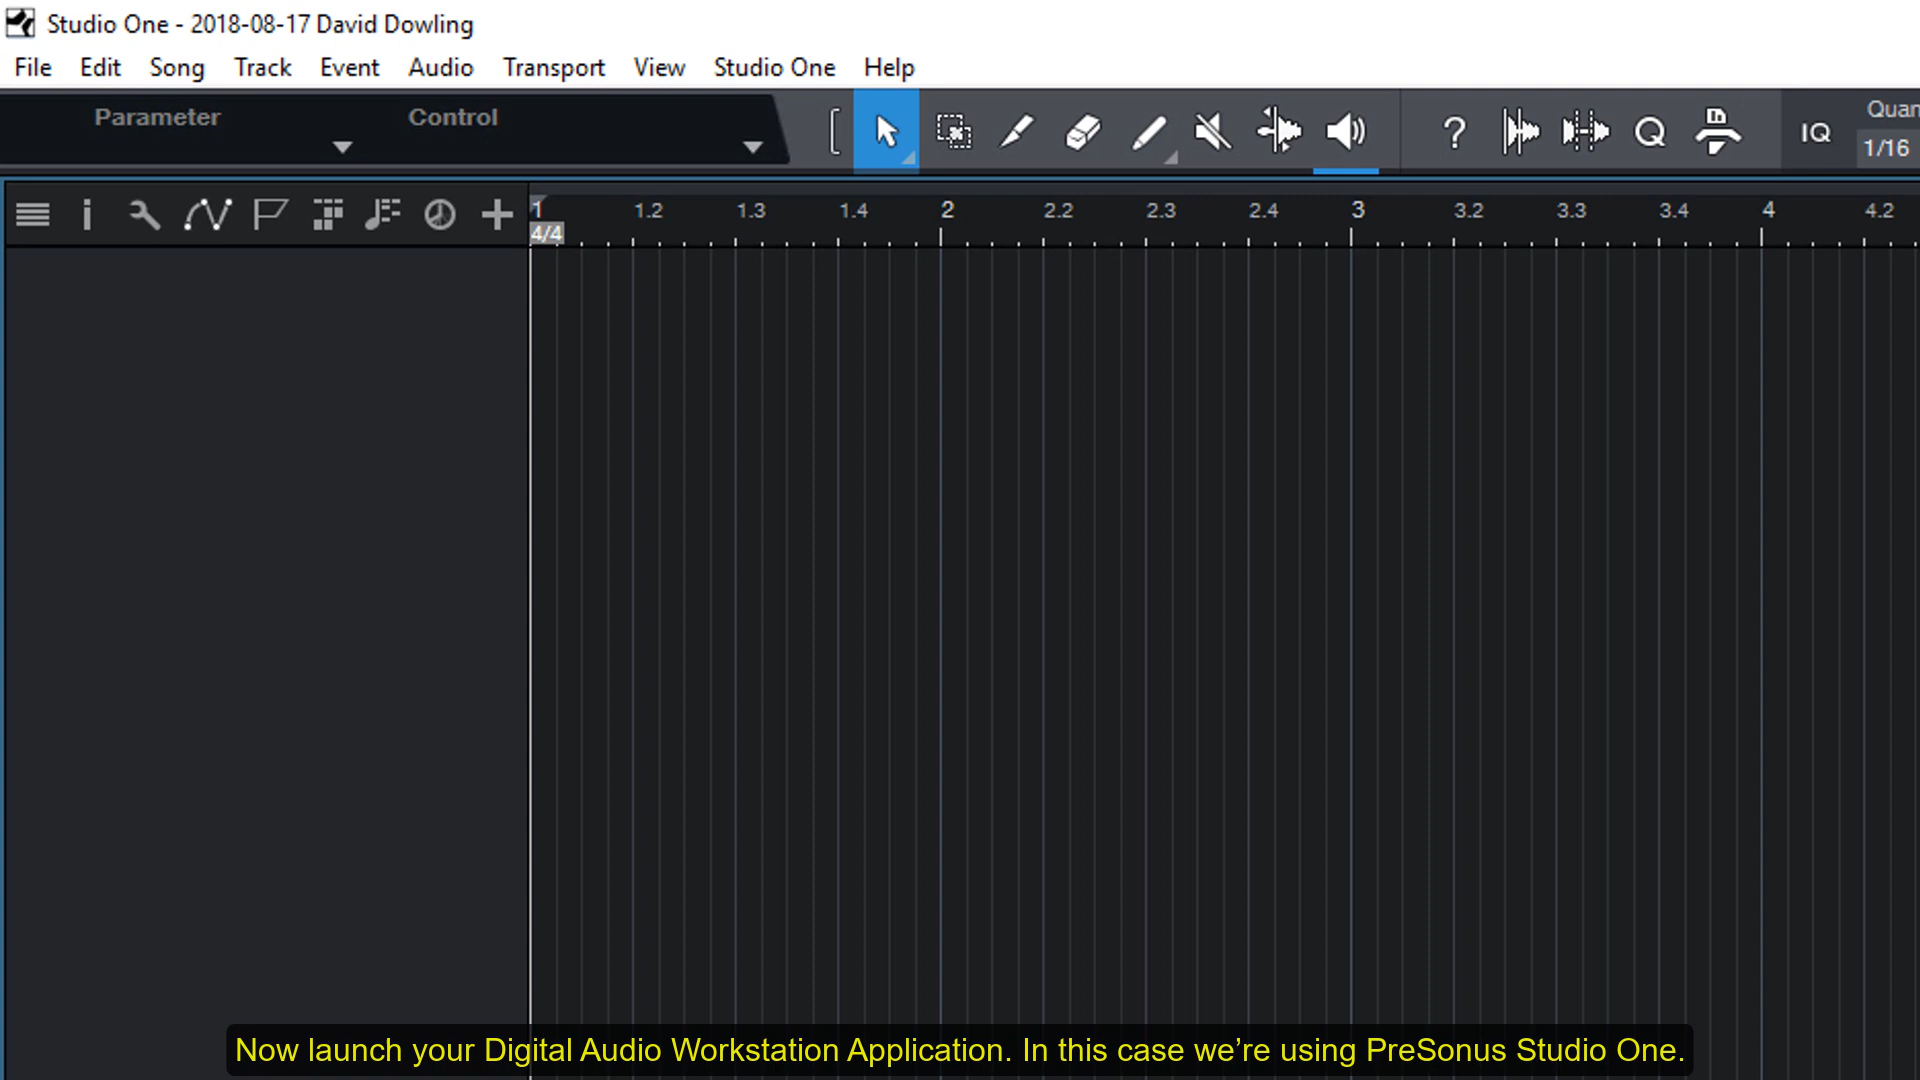 Studio One - 2018-08-17 David Dowling
File Edit Song Track Event Audio Transport View Studio One Help
Parameter Control ? Q IQ Quan
1/16
1 1.2 1.3 1.4 2 2.2 2.3 2.4 3 3.2 3.3 3.4 4 4.2
4/4
Now launch your Digital Audio Workstation Application. In this case we’re using PreSonus Studio One.